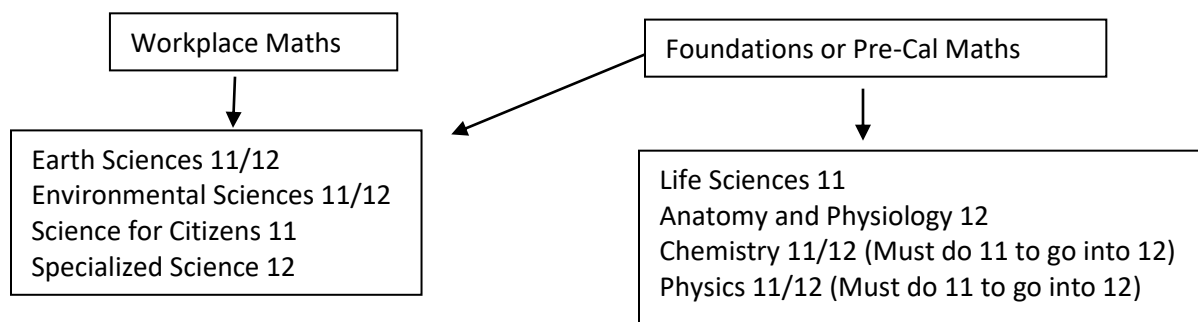 Workplace Maths
Foundations or Pre-Cal Maths
Earth Sciences 11/12
Environmental Sciences 11/12
Science for Citizens 11
Specialized Science 12
Life Sciences 11
Anatomy and Physiology 12
Chemistry 11/12 (Must do 11 to go into 12)
Physics 11/12 (Must do 11 to go into 12)